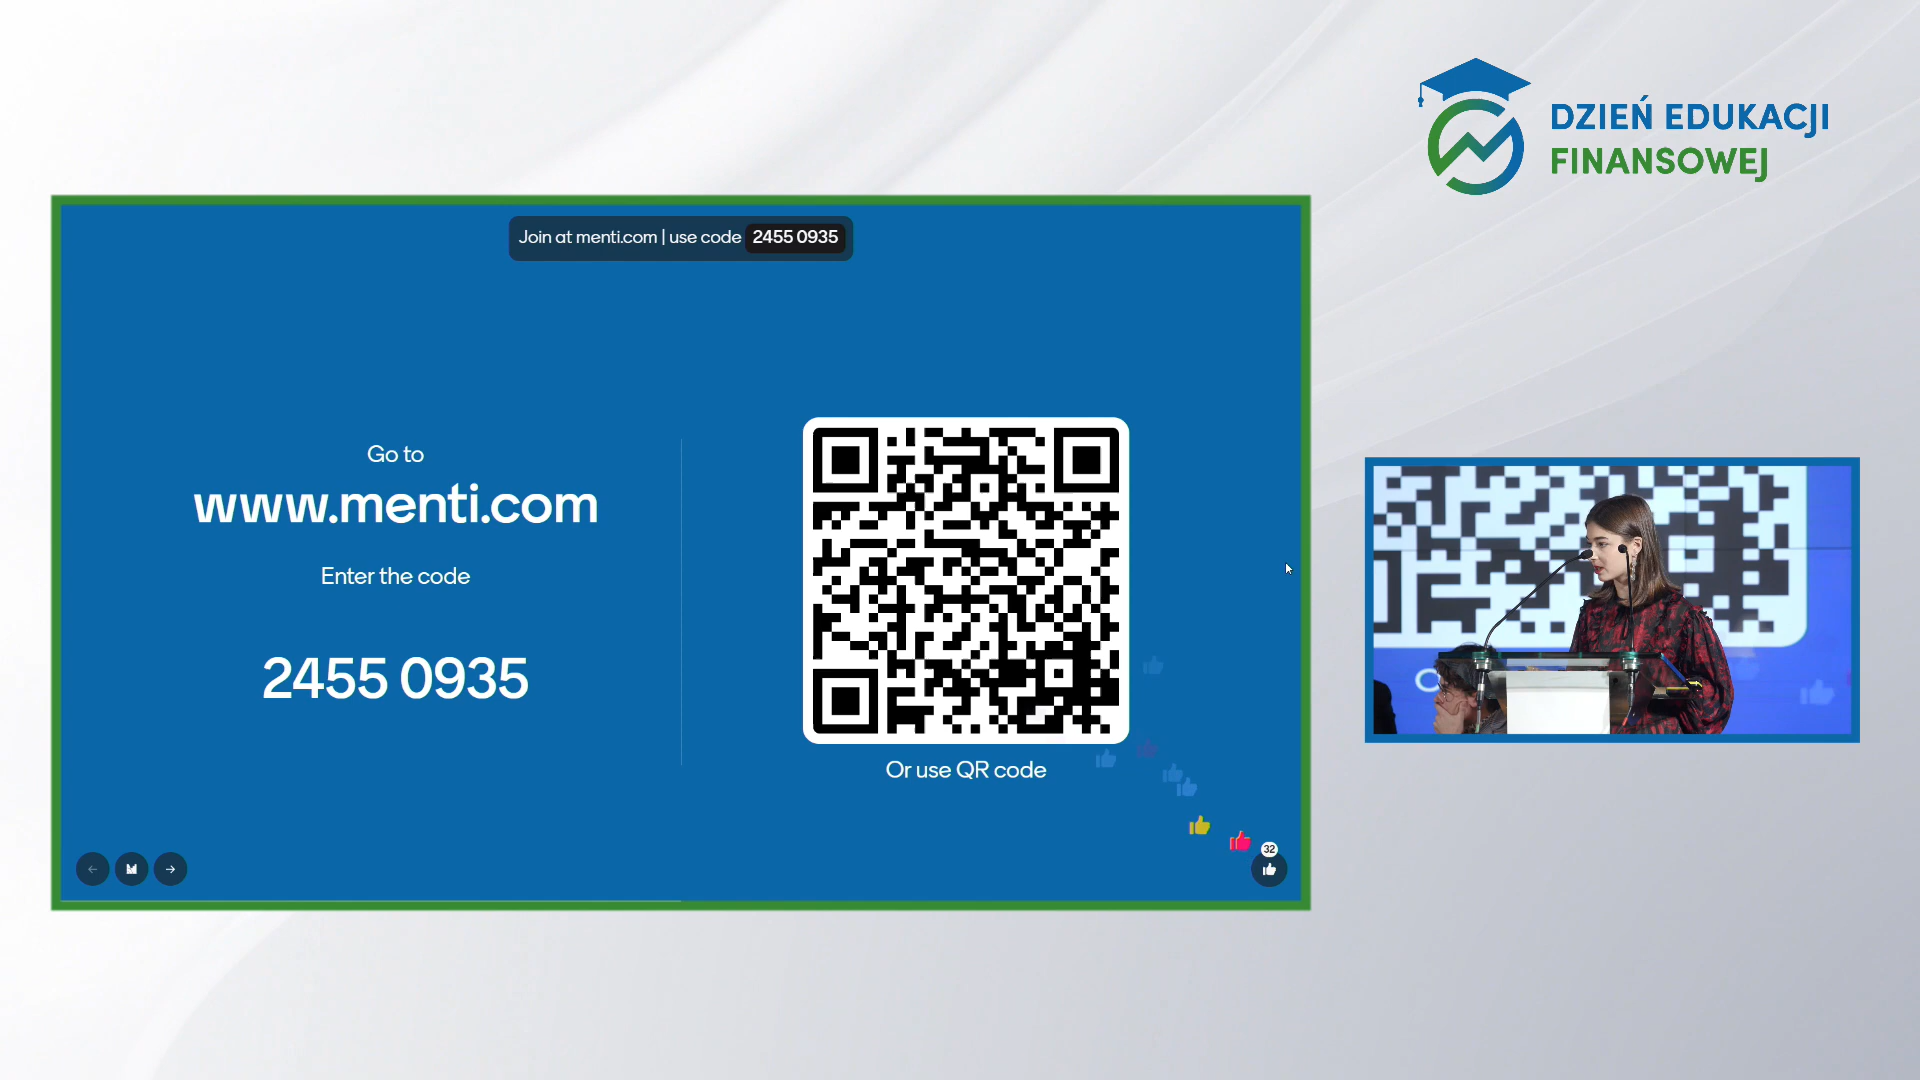 DZIEŃ EDUKACJI
FINANSOWEJ
Join at menti.com | use code 2455 0935
Go to
www.menti.com
Enter the code
2455 0935
Or use QR code
32
O